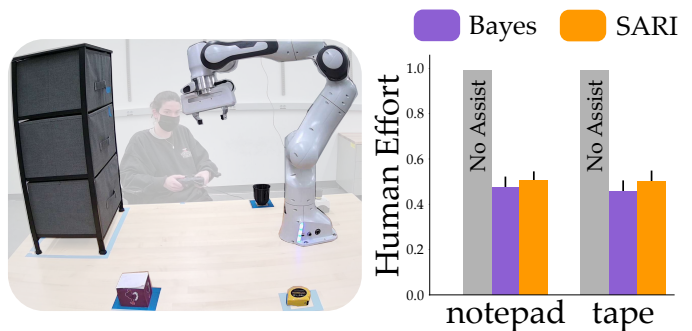 Bayes
SARI
Human Effort
1.0
0.8
0.6
0.4
0.2
0.0
No Assist
No Assist
notepad
tape